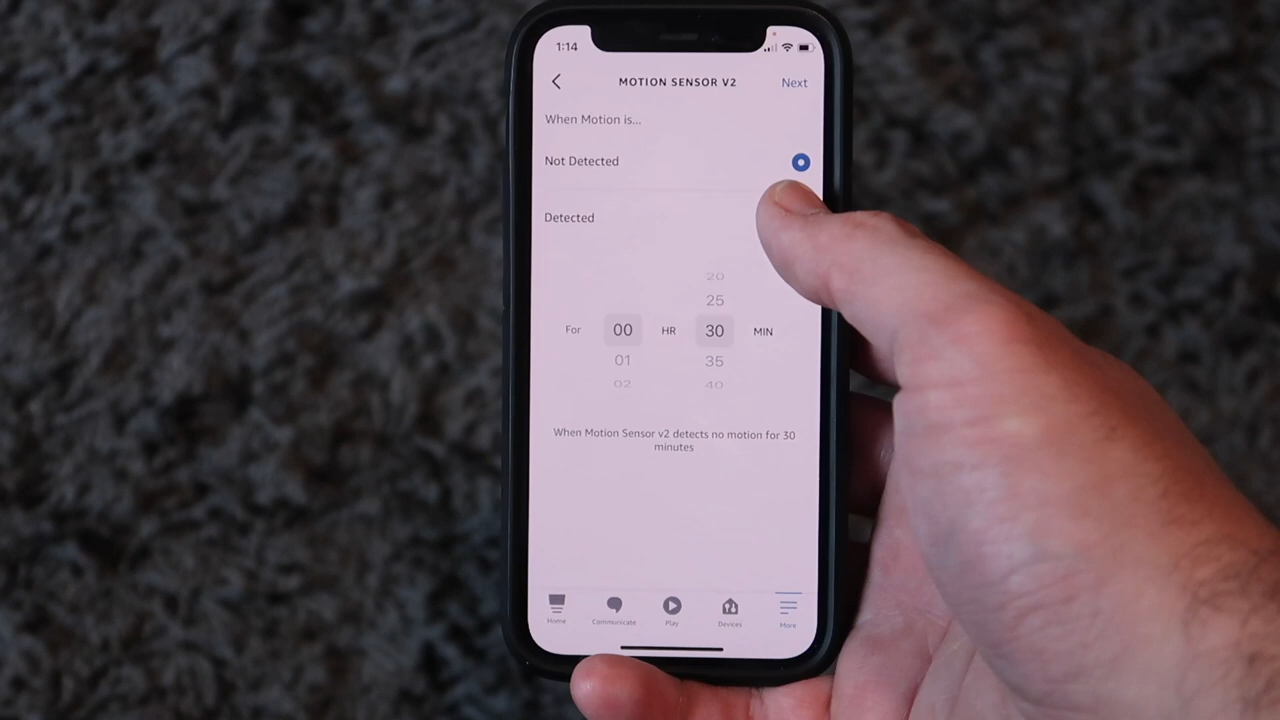 1:14
MOTION SENSOR V2 Next
When Motion is...
Not Detected
Detected
20
25
For 00 HR 30 MIN
01 35
02 40
When Motion Sensor v2 detects no motion for 30
minutes
Home Communicate Play Devices More